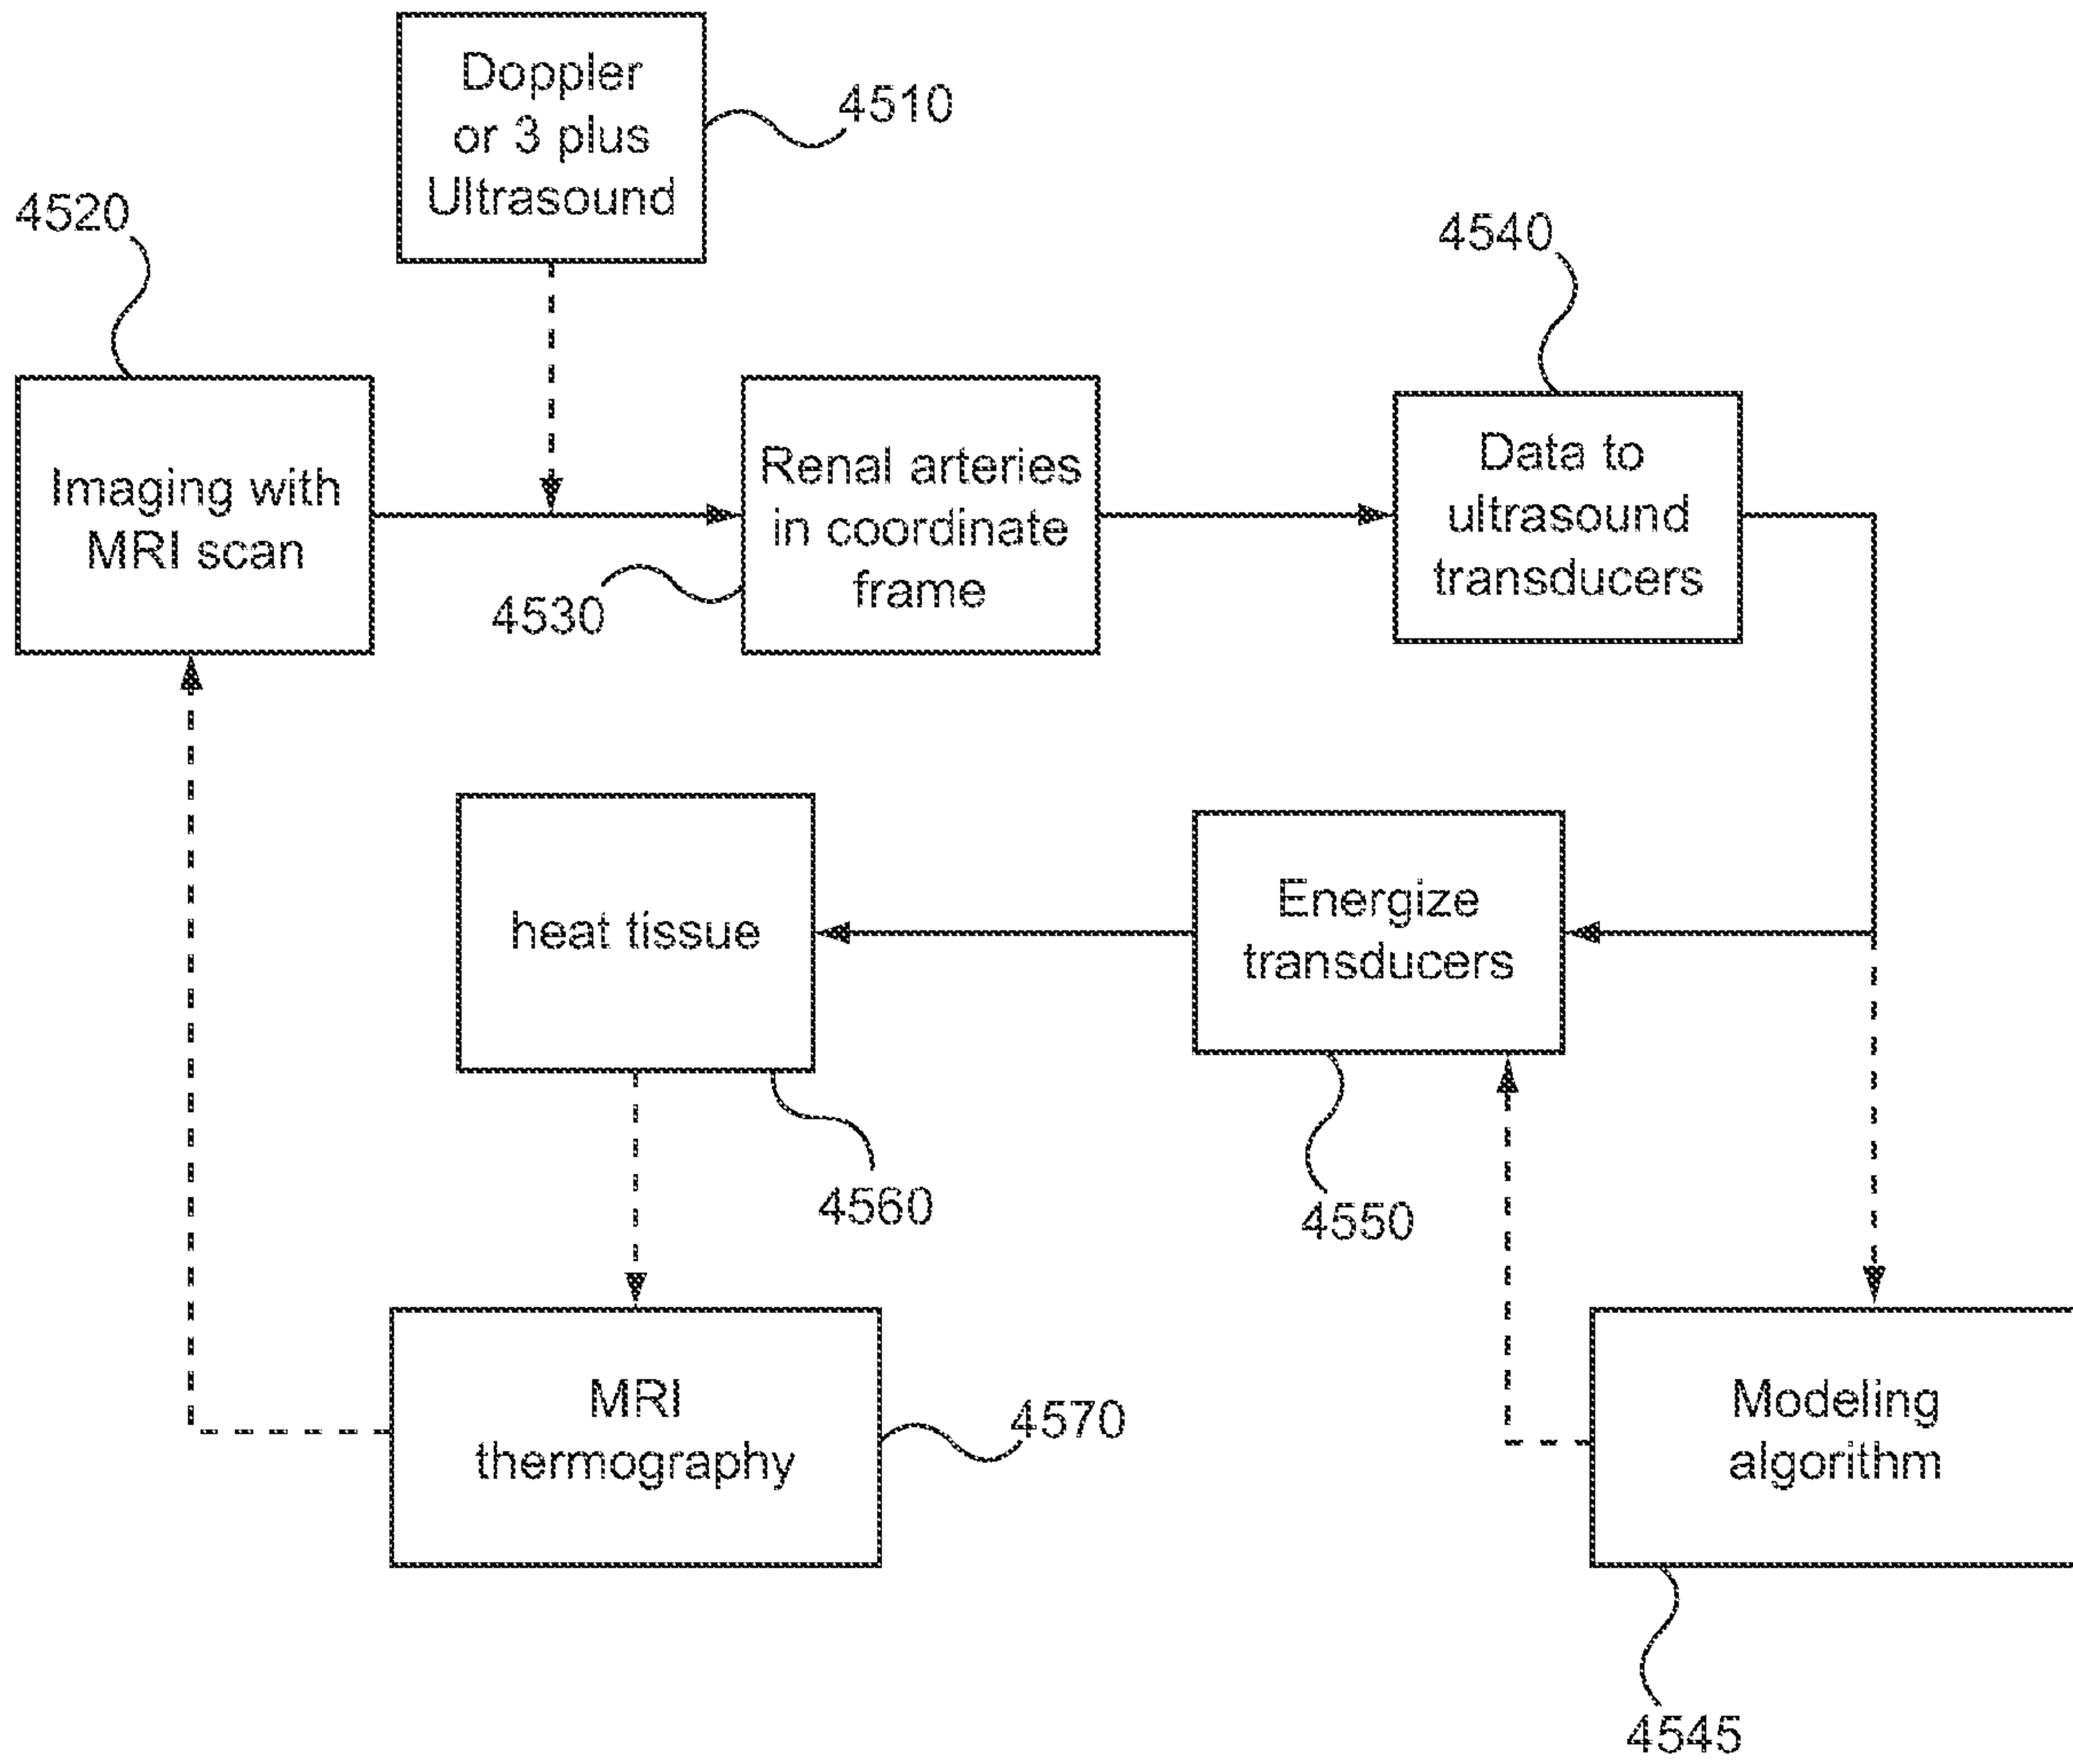 Doppler
or 3 plus
Ultrasound
4510
4520
4540
Imaging with
MRI scan
Renal arteries
in coordinate
frame
4530
Data to
ultrasound
transducers
heat tissue
4560
Energize
transducers
4550
MRI
thermography
4570
Modeling
algorithm
4545